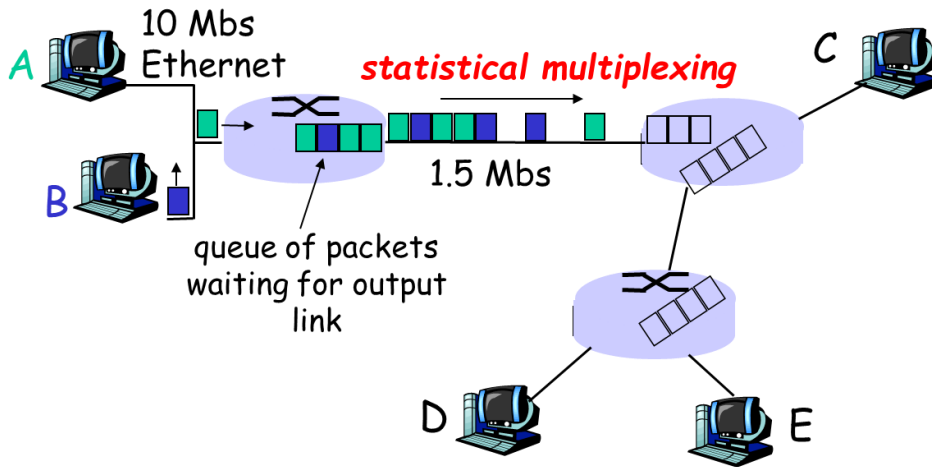 10 Mbs
Ethernet
A
statistical multiplexing
C
B
1.5 Mbs
queue of packets
waiting for output
link
D
E